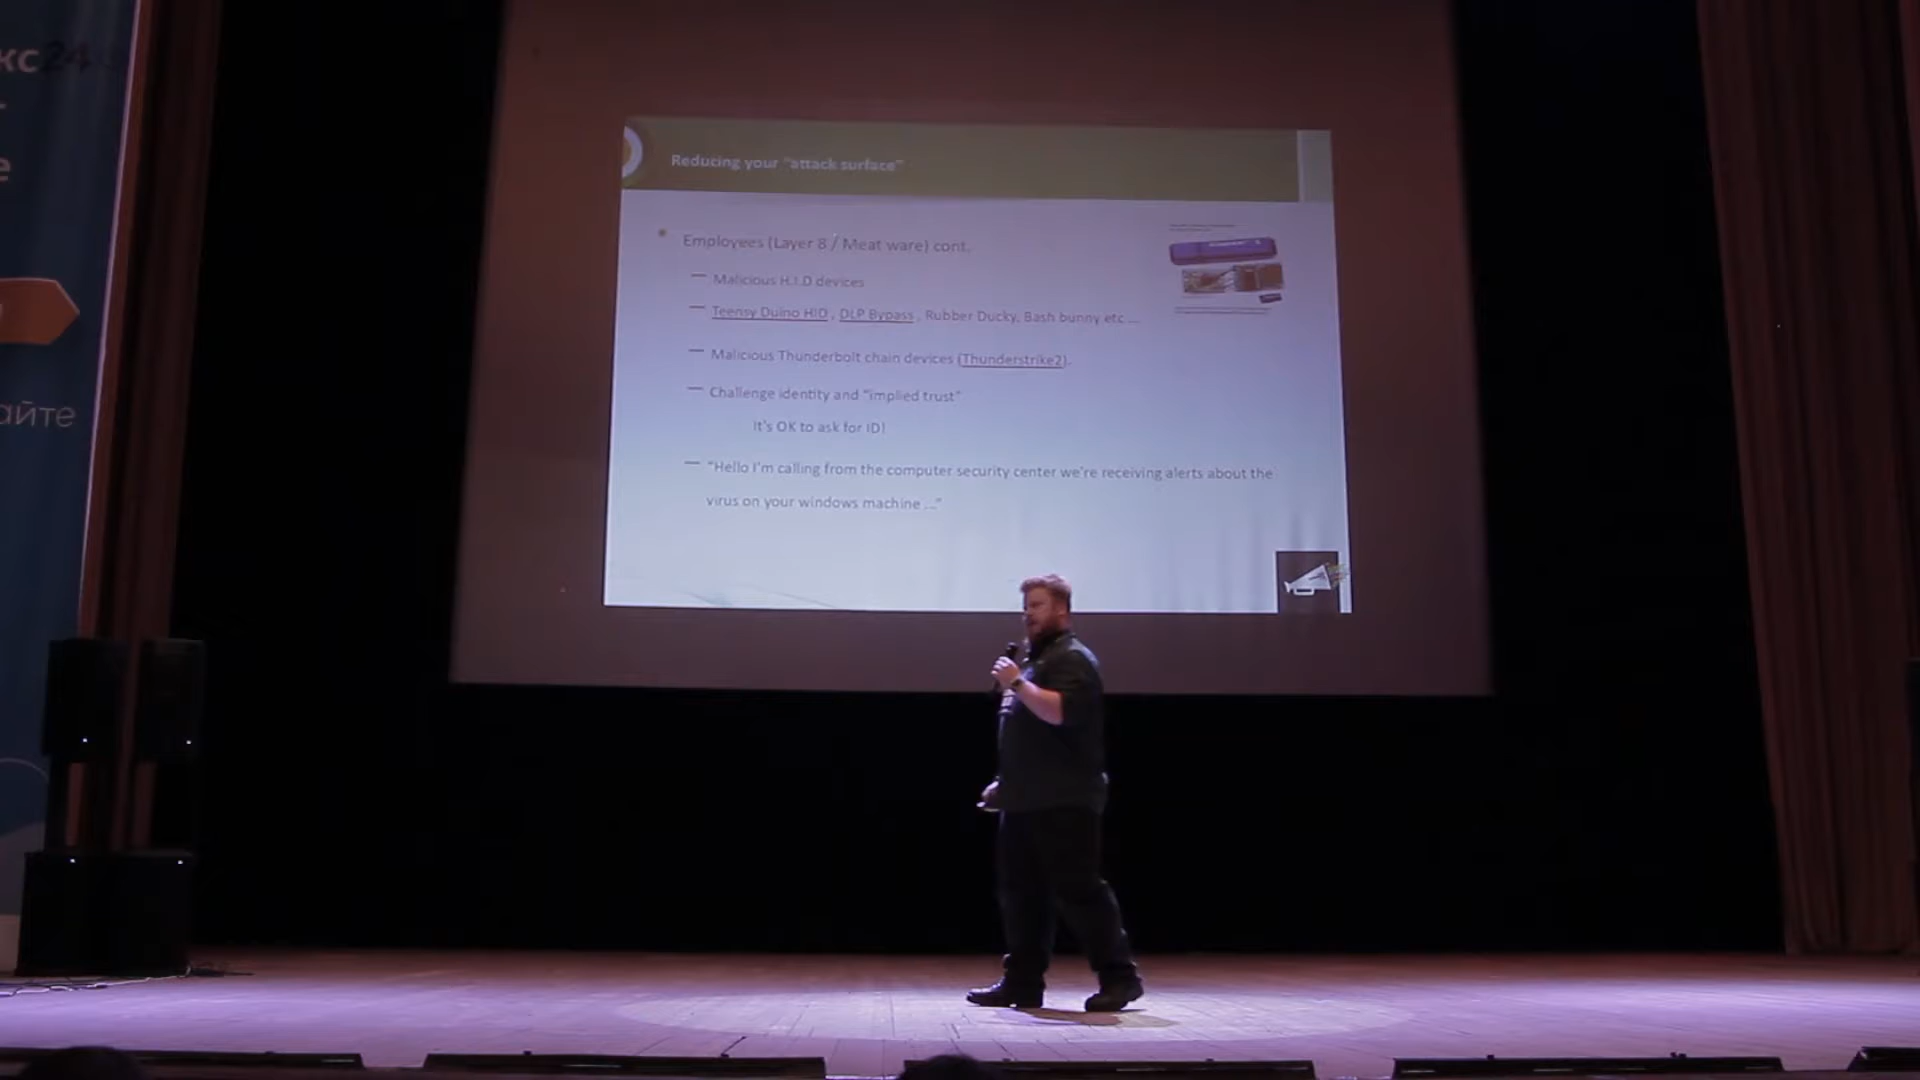 кс24
е
айте
Reducing your "attack surface"
Employees (Layer 8 / Meat ware) cont.
— Malicious H.I.D devices
— Teensy Duino HID , DLP Bypass , Rubber Ducky, Bash bunny etc ...
— Malicious Thunderbolt chain devices (Thunderstrike2).
— Challenge identity and "implied trust"
It's OK to ask for ID!
— "Hello I'm calling from the computer security center we're receiving alerts about the
virus on your windows machine ..."